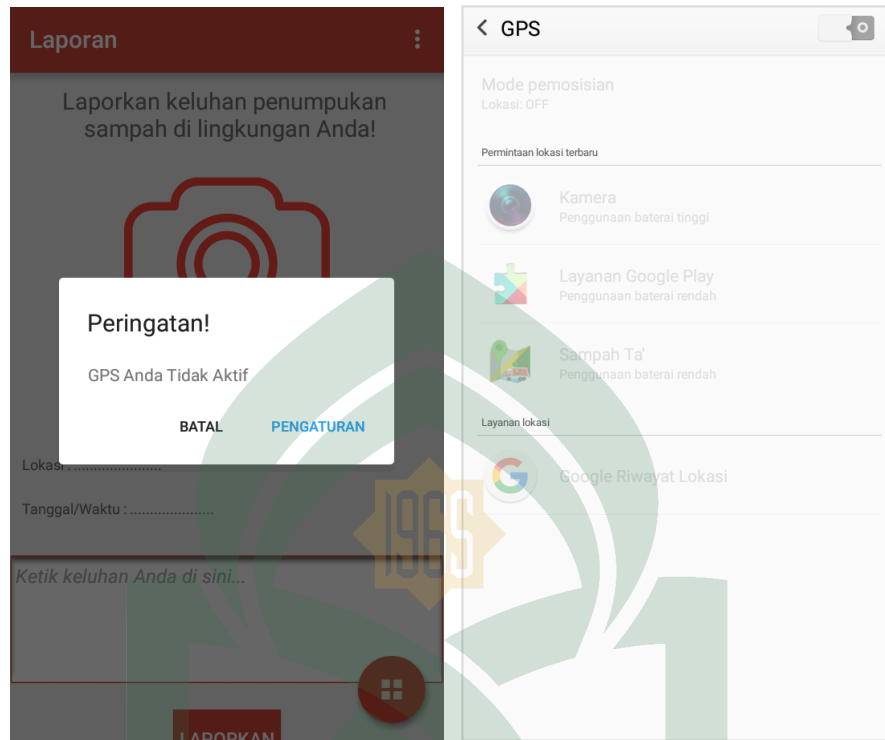 Laporan
Laporkan keluhan penumpukan
sampah di lingkungan Anda!
Peringatan!
GPS Anda Tidak Aktif
BATAL PENGATURAN
Lokasi : ......................
Tanggal/Waktu : .....................
Ketik keluhan Anda di sini...
LAPORKAN
GPS
Mode pemosisian
Lokasi: OFF
Permintaan lokasi terbaru
Kamera
Penggunaan baterai tinggi
Layanan Google Play
Penggunaan baterai rendah
Sampah Ta'
Penggunaan baterai rendah
Layanan lokasi
Google Riwayat Lokasi
1965